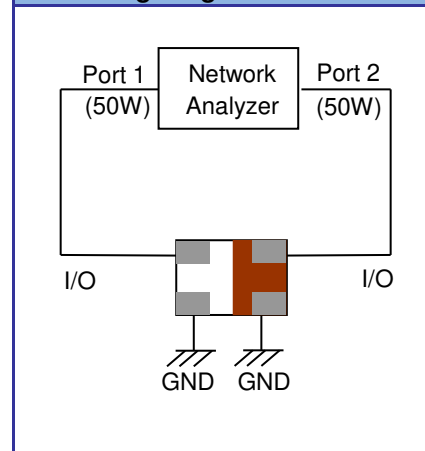 Port 1
Network
Port 2
(50W)
Analyzer
(50W)
I/O
I/O
GND
GND